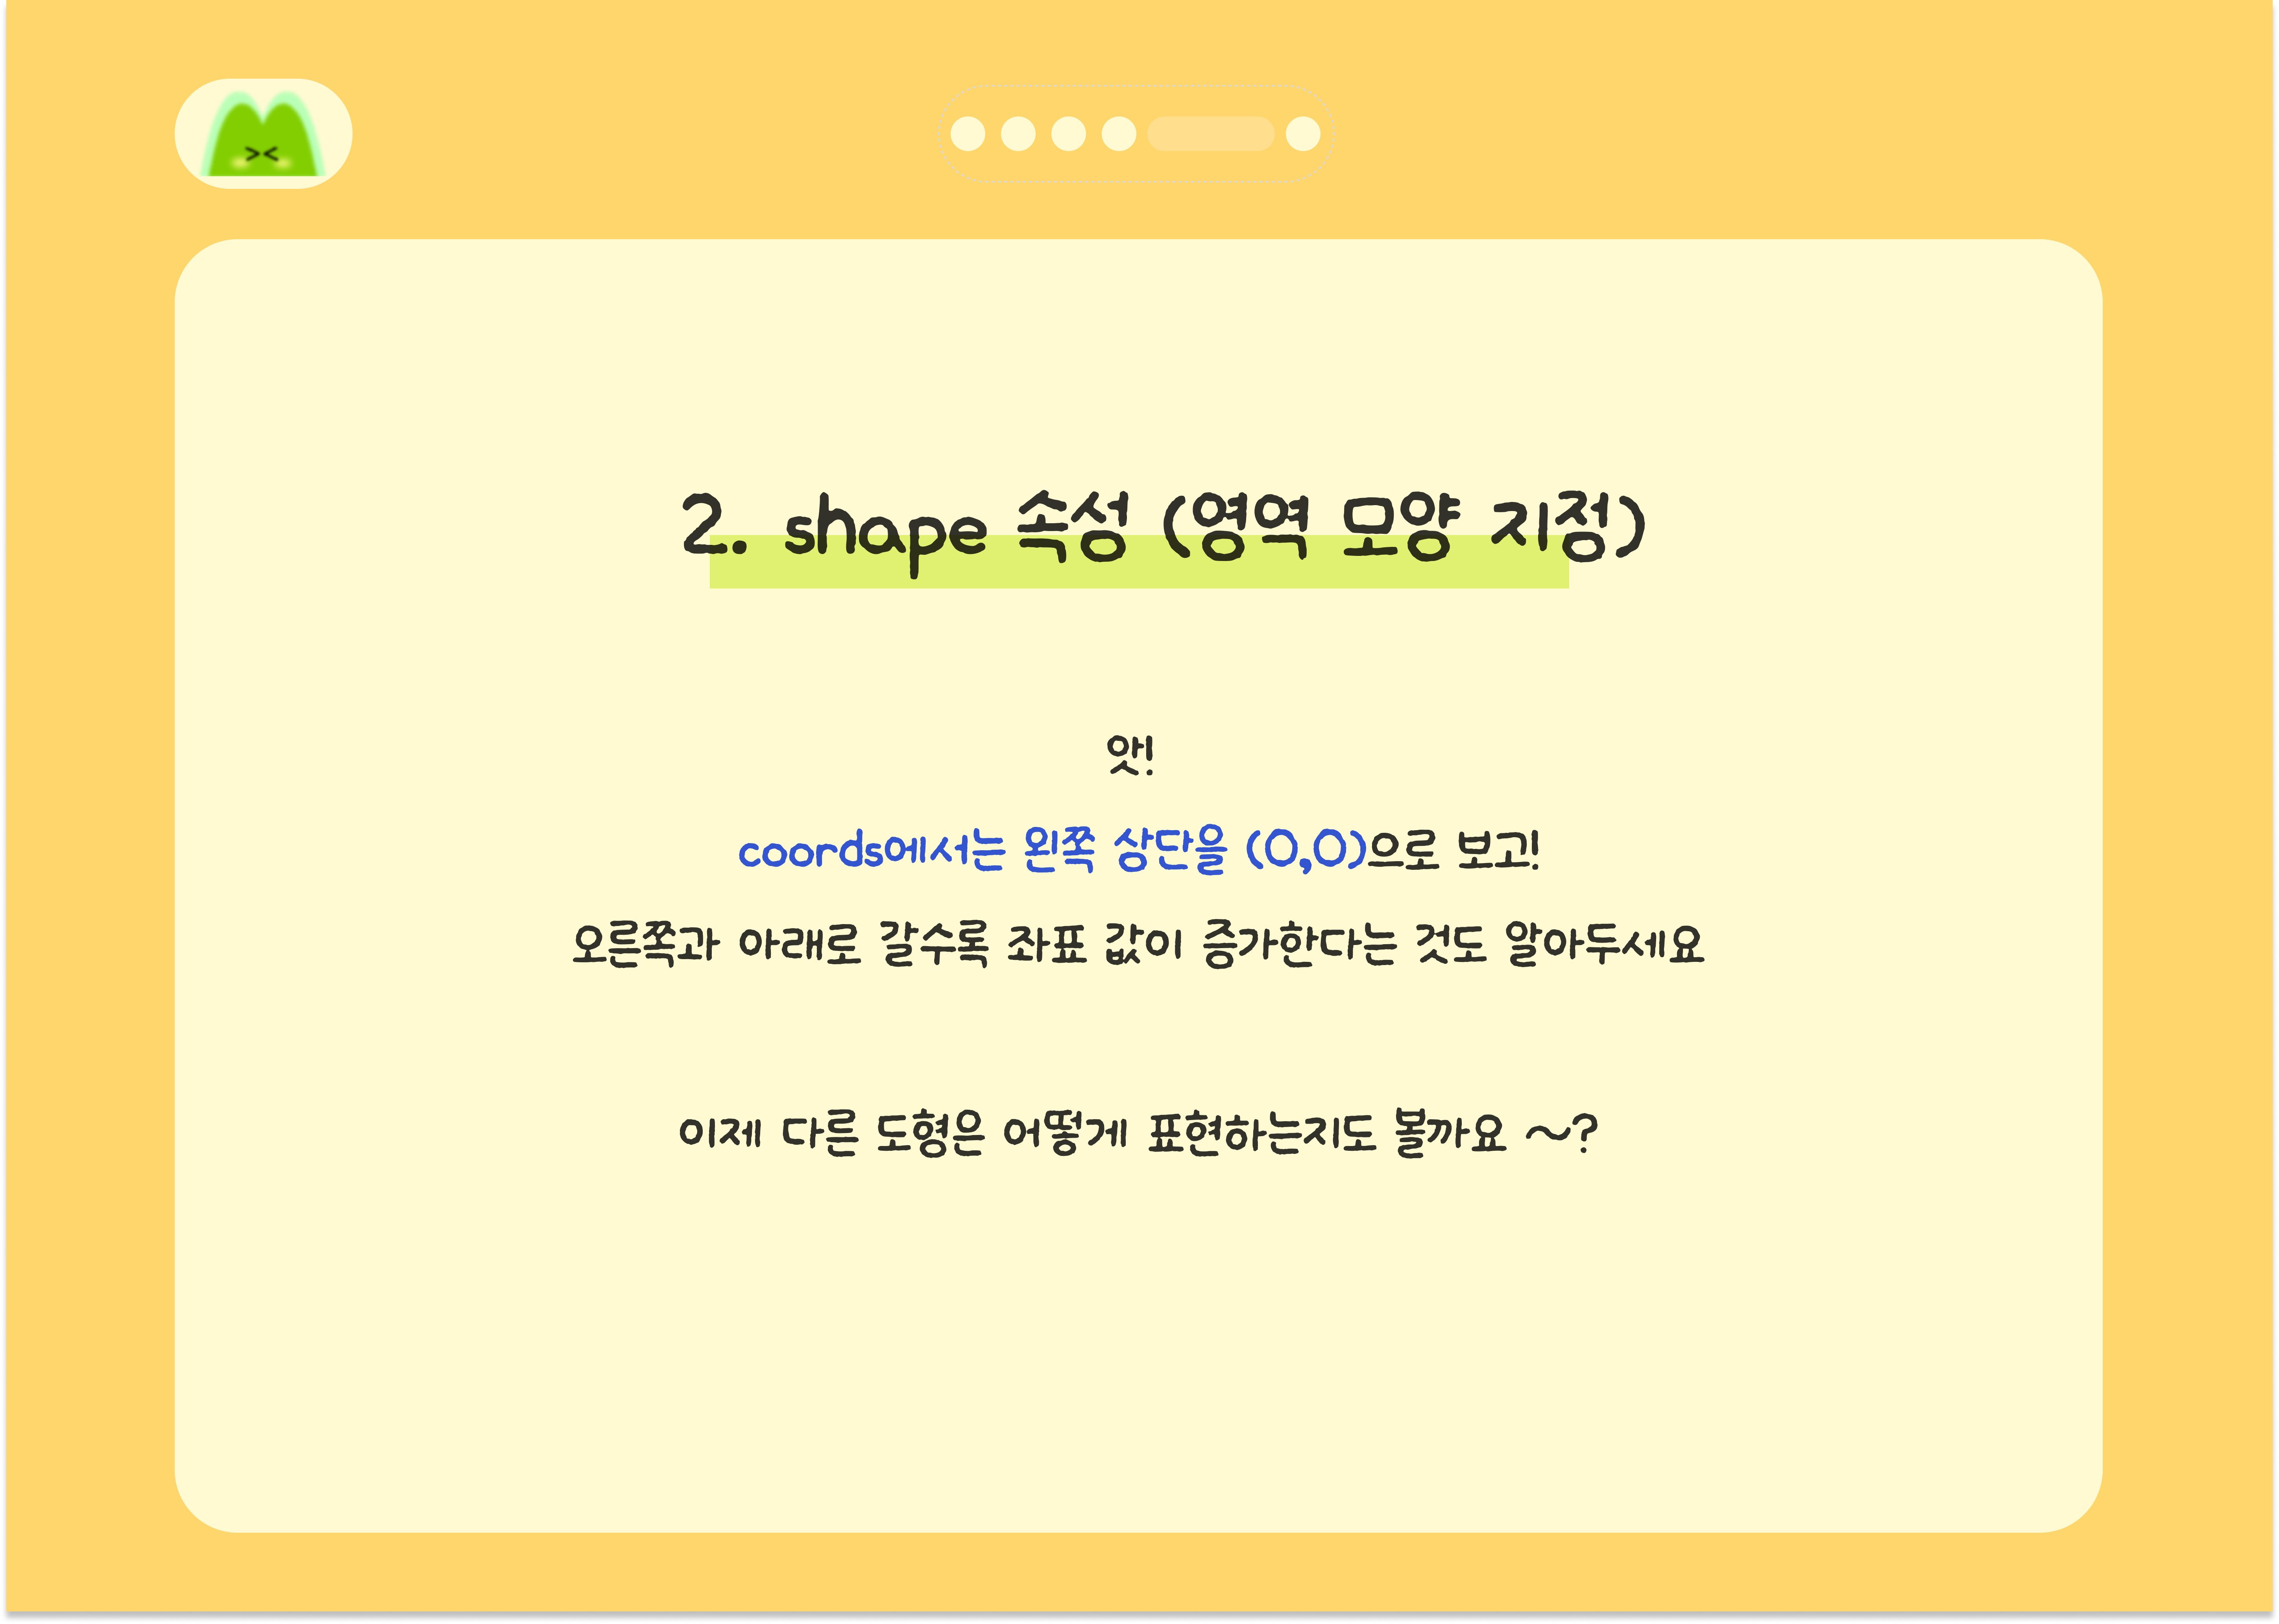 2. shape 속성 (영역 모양 지정)
앗!
coords에서는 왼쪽 상단을 (0,0)으로 보고!
오른쪽과 아래로 갈수록 좌표 값이 증가한다는 것도 알아두세요
이제 다른 도형은 어떻게 표현하는지도 볼까요 ~?